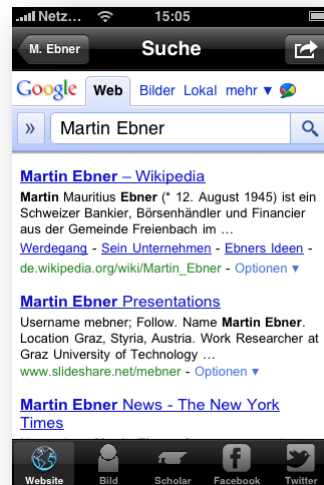 Netz... 15:05
M. Ebner Suche
Google Web Bilder Lokal mehr ▼
» Martin Ebner
Martin Ebner – Wikipedia
Martin Mauritius Ebner (* 12. August 1945) ist ein
Schweizer Bankier, Börsenhändler und Financier
aus der Gemeinde Freienbach im ...
Werdegang - Sein Unternehmen - Ebners Ideen -
de.wikipedia.org/wiki/Martin_Ebner - Optionen ▼
Martin Ebner Presentations
Username mebner; Follow. Name Martin Ebner.
Location Graz, Styria, Austria. Work Researcher at
Graz University of Technology ...
www.slideshare.net/mebner - Optionen ▼
Martin Ebner News - The New York
Times
Website Bild Scholar Facebook Twitter